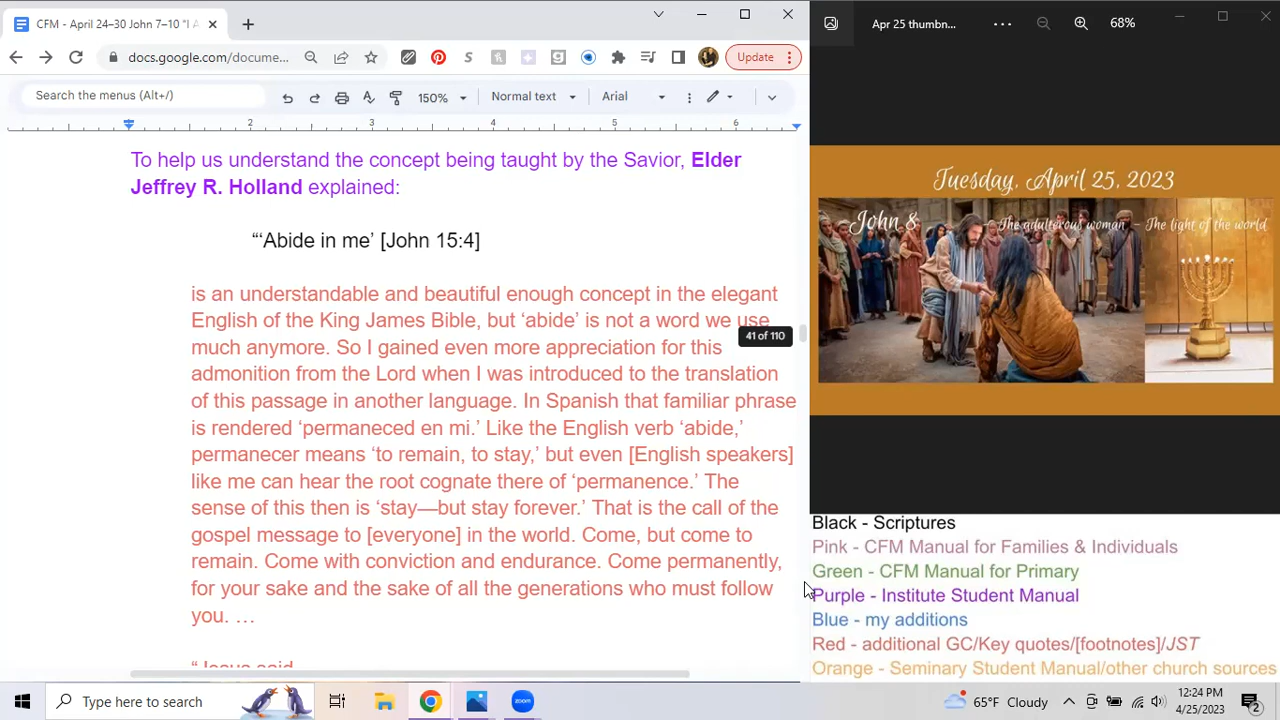 CFM - April 24–30 John 7–10 "I A
Apr 25 thumbn...
68%
docs.google.com/docume...
Update
Search the menus (Alt+/)
150%
Normal text
Arial
2
3
4
5
6
To help us understand the concept being taught by the Savior, Elder
Jeffrey R. Holland explained:
“‘Abide in me’ [John 15:4]
is an understandable and beautiful enough concept in the elegant
English of the King James Bible, but ‘abide’ is not a word we use
41 of 110
much anymore. So I gained even more appreciation for this
admonition from the Lord when I was introduced to the translation
of this passage in another language. In Spanish that familiar phrase
is rendered ‘permaneced en mi.’ Like the English verb ‘abide,’
permanecer means ‘to remain, to stay,’ but even [English speakers]
like me can hear the root cognate there of ‘permanence.’ The
sense of this then is ‘stay—but stay forever.’ That is the call of the
gospel message to [everyone] in the world. Come, but come to
remain. Come with conviction and endurance. Come permanently,
for your sake and the sake of all the generations who must follow
you. …
“Jesus said
Tuesday, April 25, 2023
John 8
The adulterous woman - The light of the world
Black - Scriptures
Pink - CFM Manual for Families & Individuals
Green - CFM Manual for Primary
Purple - Institute Student Manual
Blue - my additions
Red - additional GC/Key quotes/[footnotes]/JST
Orange - Seminary Student Manual/other church sources
Type here to search
zoom
65°F Cloudy
12:24 PM
4/25/2023
2